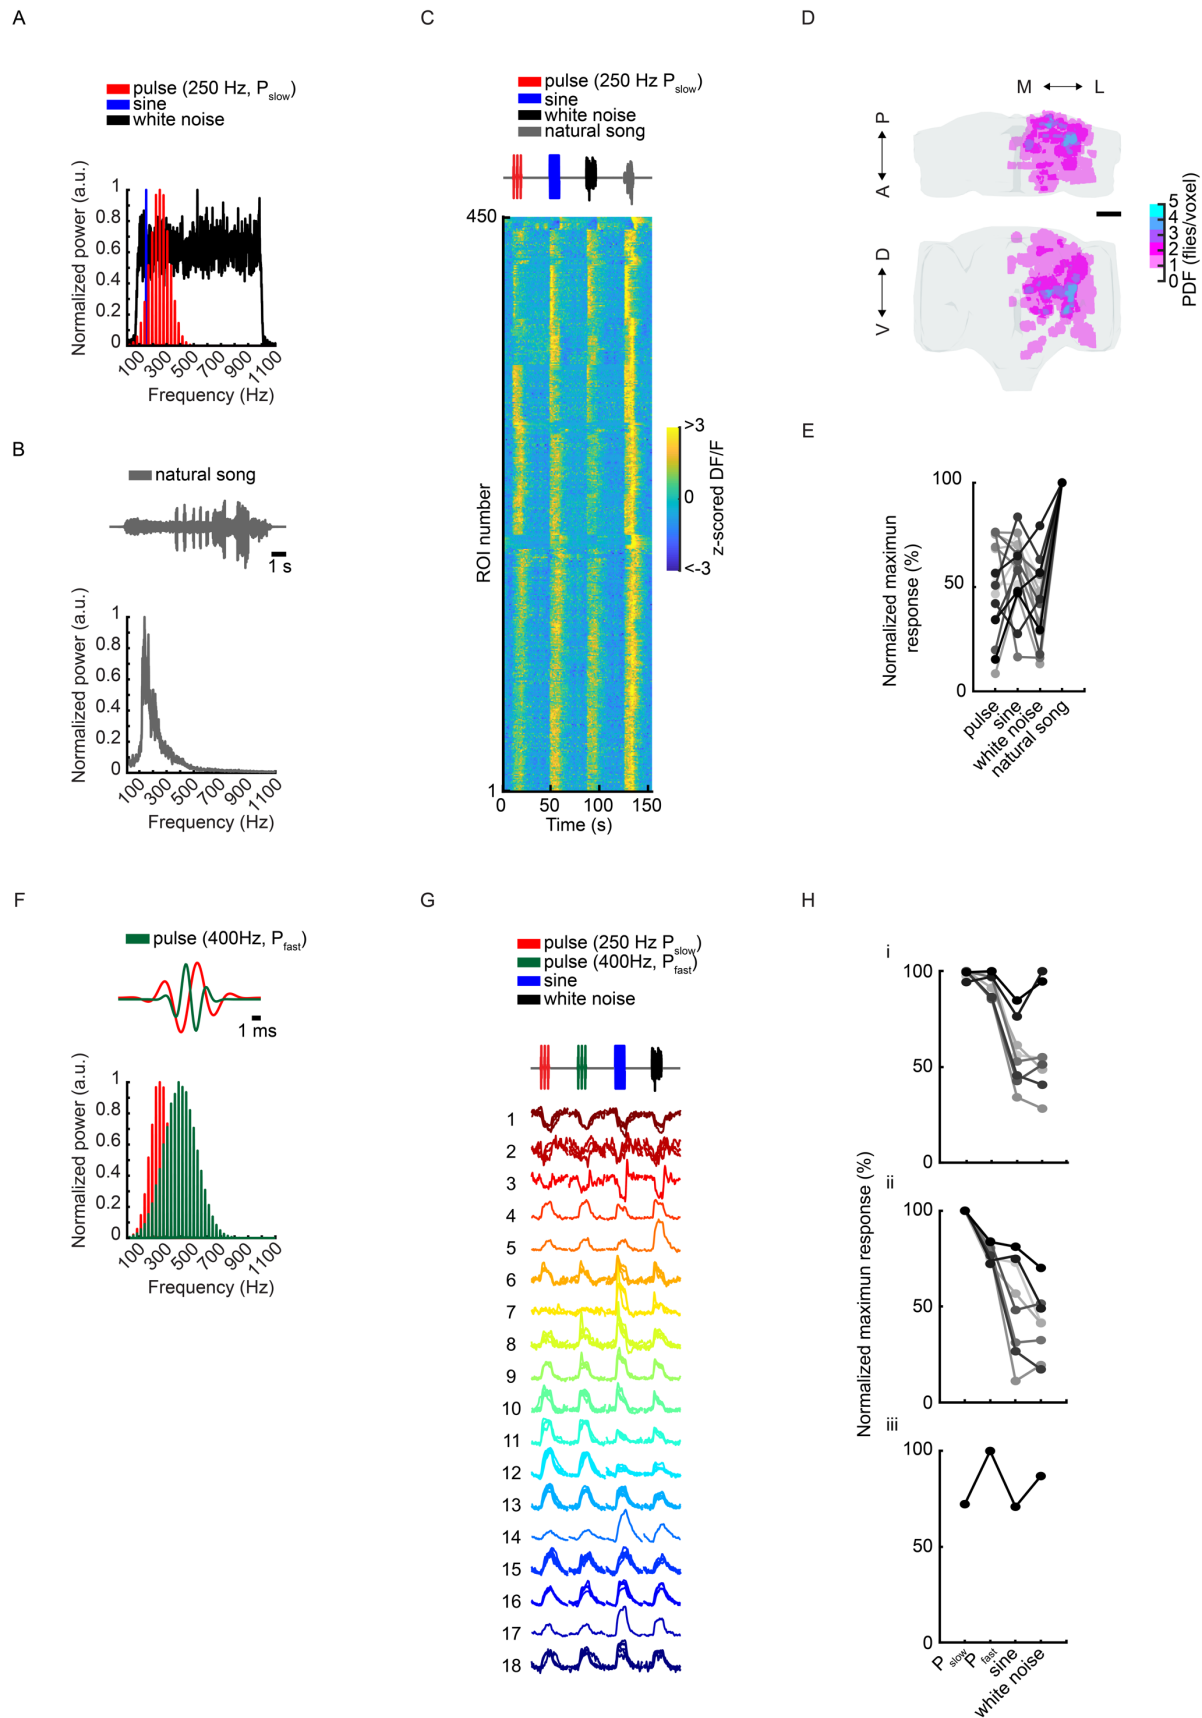 A
pulse (250 Hz, Pslow)
sine
white noise
Normalized power (a.u.)
1
0.8
0.6
0.4
0.2
0
100 300 500 700 900 1100
Frequency (Hz)
B
natural song
1 s
Normalized power (a.u.)
1
0.8
0.6
0.4
0.2
0
100 300 500 700 900 1100
Frequency (Hz)
C
pulse (250 Hz Pslow)
sine
white noise
natural song
450
ROI number
1
0 50 100 150
Time (s)
>3
0
<-3
z-scored DF/F
D
M L
A P
V D
5
4
3
2
1
0
PDF (flies/voxel)
E
100
50
0
Normalized maximun
response (%)
pulse
sine
white noise
natural song
F
pulse (400Hz, Pfast)
1 ms
Normalized power (a.u.)
1
0.8
0.6
0.4
0.2
0
100 300 500 700 900 1100
Frequency (Hz)
G
pulse (250 Hz Pslow)
pulse (400Hz, Pfast)
sine
white noise
1
2
3
4
5
6
7
8
9
10
11
12
13
14
15
16
17
18
H
i
100
50
0
ii
100
50
0
iii
100
50
0
Normalized maximun response (%)
Pslow
Pfast
sine
white noise